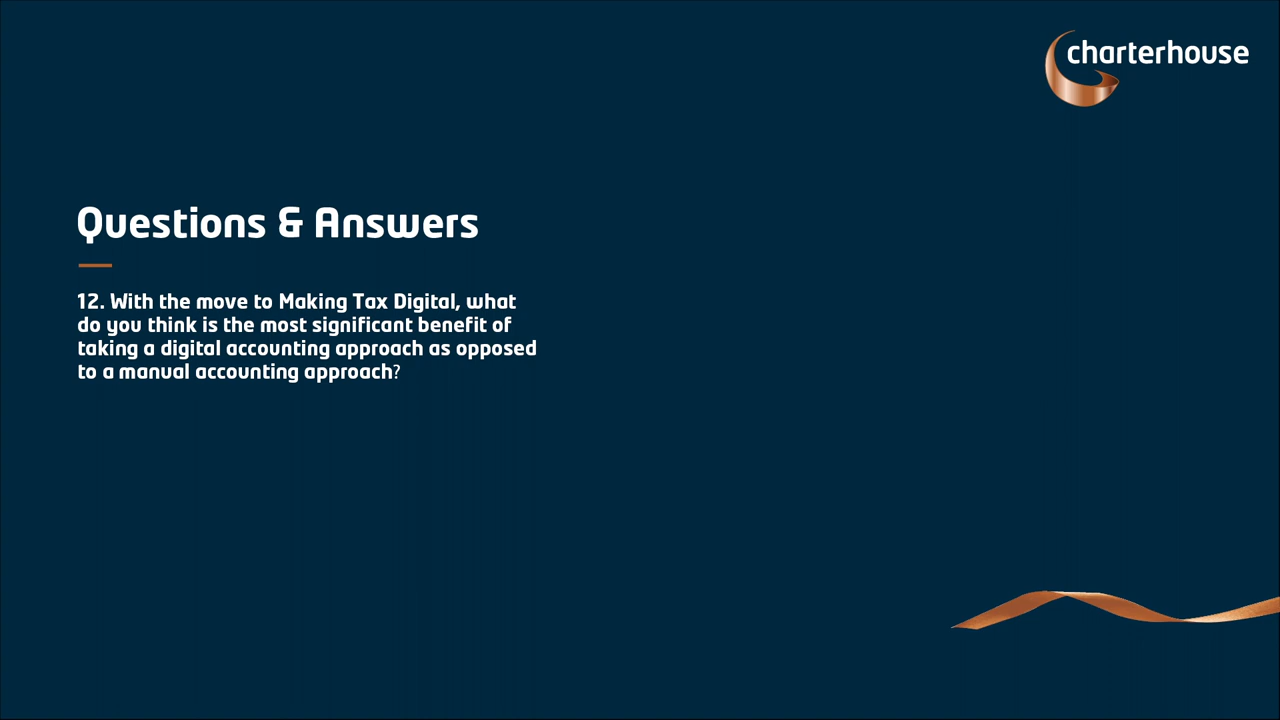 charterhouse
Questions & Answers
12. With the move to Making Tax Digital, what
do you think is the most significant benefit of
taking a digital accounting approach as opposed
to a manual accounting approach?